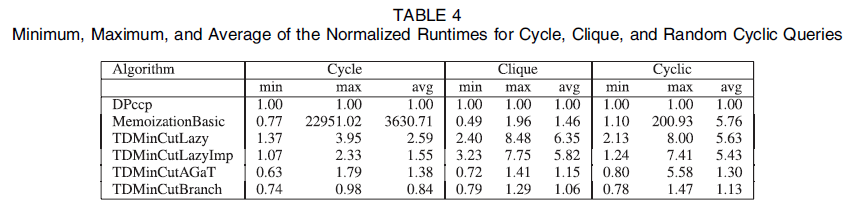 TABLE 4
Minimum, Maximum, and Average of the Normalized Runtimes for Cycle, Clique, and Random Cyclic Queries
Algorithm Cycle Clique Cyclic
min max avg min max avg min max avg
DPccp 1.00 1.00 1.00 1.00 1.00 1.00 1.00 1.00 1.00
MemoizationBasic 0.77 22951.02 3630.71 0.49 1.96 1.46 1.10 200.93 5.76
TDMinCutLazy 1.37 3.95 2.59 2.40 8.48 6.35 2.13 8.00 5.63
TDMinCutLazyImp 1.07 2.33 1.55 3.23 7.75 5.82 1.24 7.41 5.43
TDMinCutAGaT 0.63 1.79 1.38 0.72 1.41 1.15 0.80 5.58 1.30
TDMinCutBranch 0.74 0.98 0.84 0.79 1.29 1.06 0.78 1.47 1.13